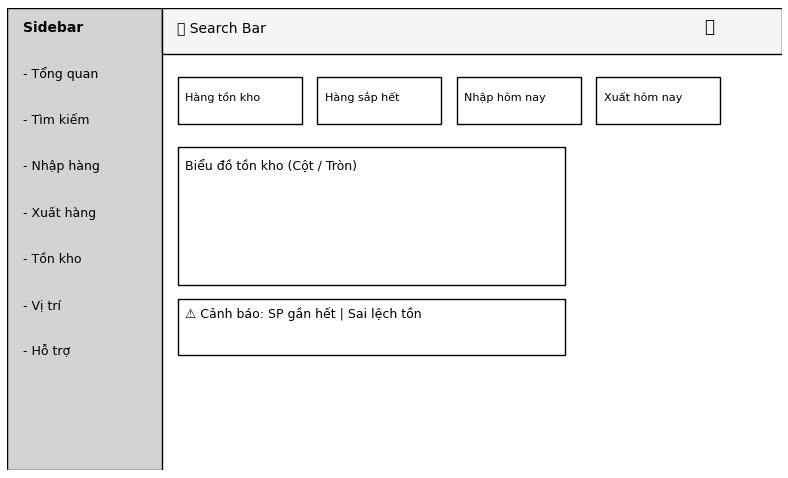 Sidebar
Search Bar
- Tổng quan
- Tìm kiếm
- Nhập hàng
- Xuất hàng
- Tồn kho
- Vị trí
- Hỗ trợ
Hàng tồn kho
Hàng sắp hết
Nhập hôm nay
Xuất hôm nay
Biểu đồ tồn kho (Cột / Tròn)
⚠ Cảnh báo: SP gần hết | Sai lệch tồn